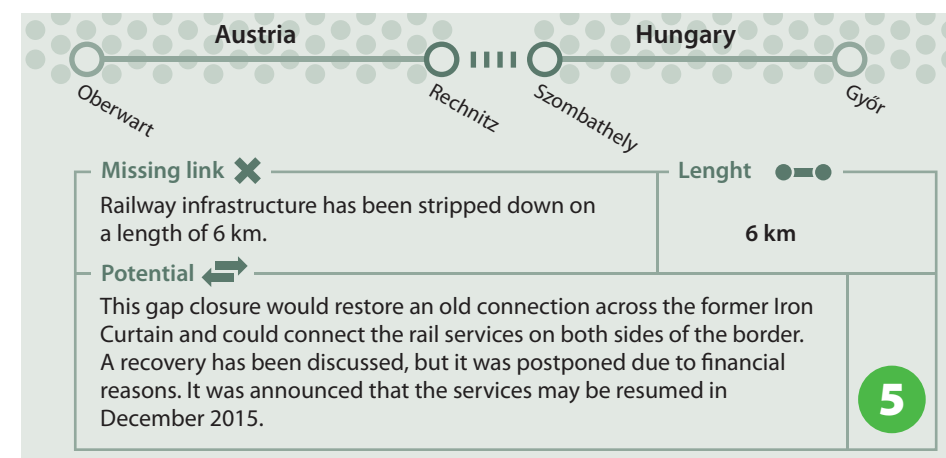 Austria
Hungary
Oberwart
Rechnitz
Szombathely
Győr
Missing link
Railway infrastructure has been stripped down on
a length of 6 km.
Lenght
6 km
Potential
This gap closure would restore an old connection across the former Iron
Curtain and could connect the rail services on both sides of the border.
A recovery has been discussed, but it was postponed due to financial
reasons. It was announced that the services may be resumed in
December 2015.
5